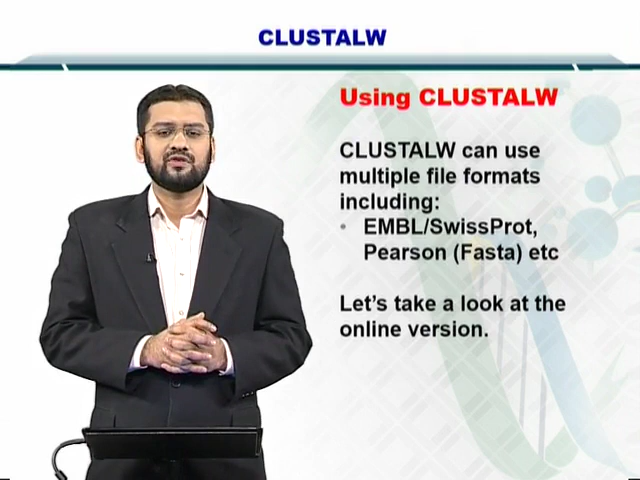 CLUSTALW
Using CLUSTALW
CLUSTALW can use
multiple file formats
including:
• EMBL/SwissProt,
Pearson (Fasta) etc
Let's take a look at the
online version.